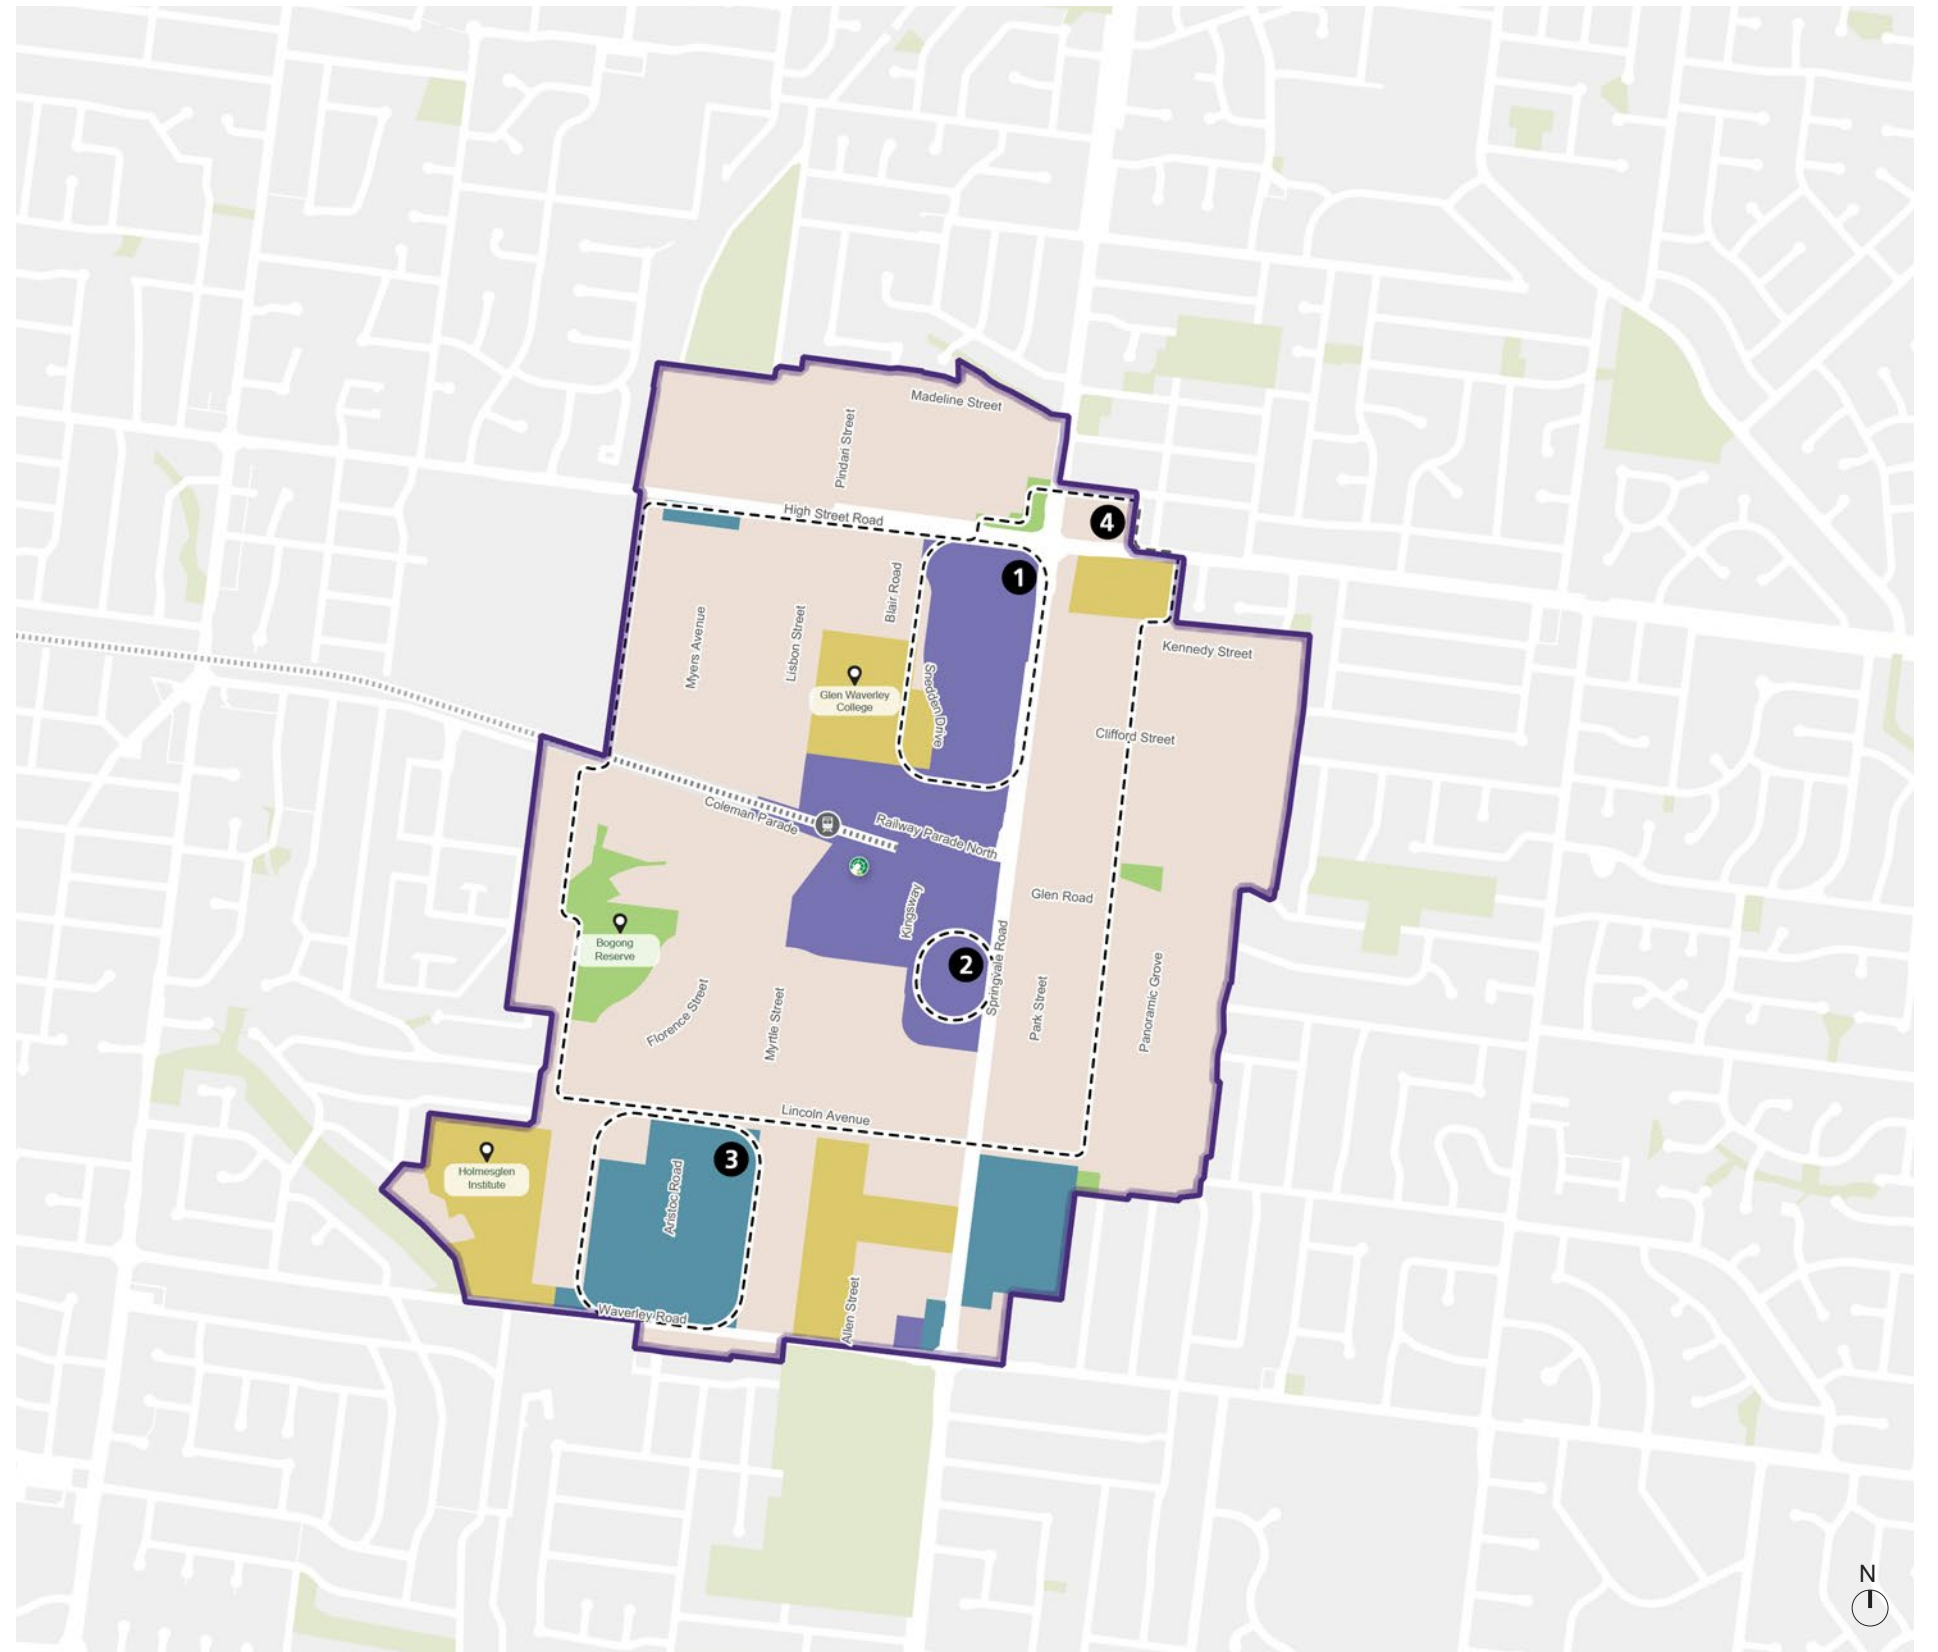 Madeline Street
Pindari Street
High Street Road
4
1
Blair Road
Myers Avenue
Lisbon Street
Kennedy Street
Glen Waverley
College
Snedden Drive
Clifford Street
Coleman Parade
Railway Parade North
Kingsway
Glen Road
Bogong
Reserve
2
Springvale Road
Florence Street
Myrtle Street
Park Street
Panoramic Grove
Lincoln Avenue
Holmesglen
Institute
3
Aristoc Road
Waverley Road
Allen Street
N